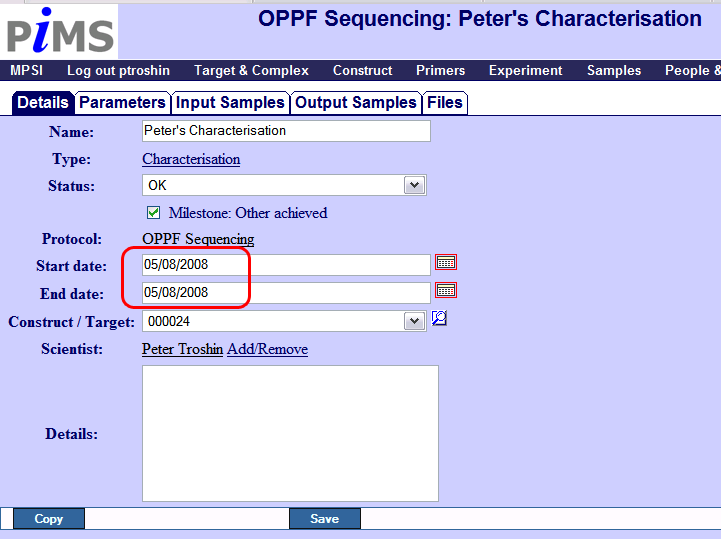 PiMS
OPPF Sequencing: Peter's Characterisation
MPSI Log out ptroshin Target & Complex Construct Primers Experiment Samples People &
Details Parameters Input Samples Output Samples Files
Name: Peter's Characterisation
Type: Characterisation
Status: OK
Milestone: Other achieved
Protocol: OPPF Sequencing
Start date: 05/08/2008
End date: 05/08/2008
Construct / Target: 000024
Scientist: Peter Troshin Add/Remove
Details:
Copy Save